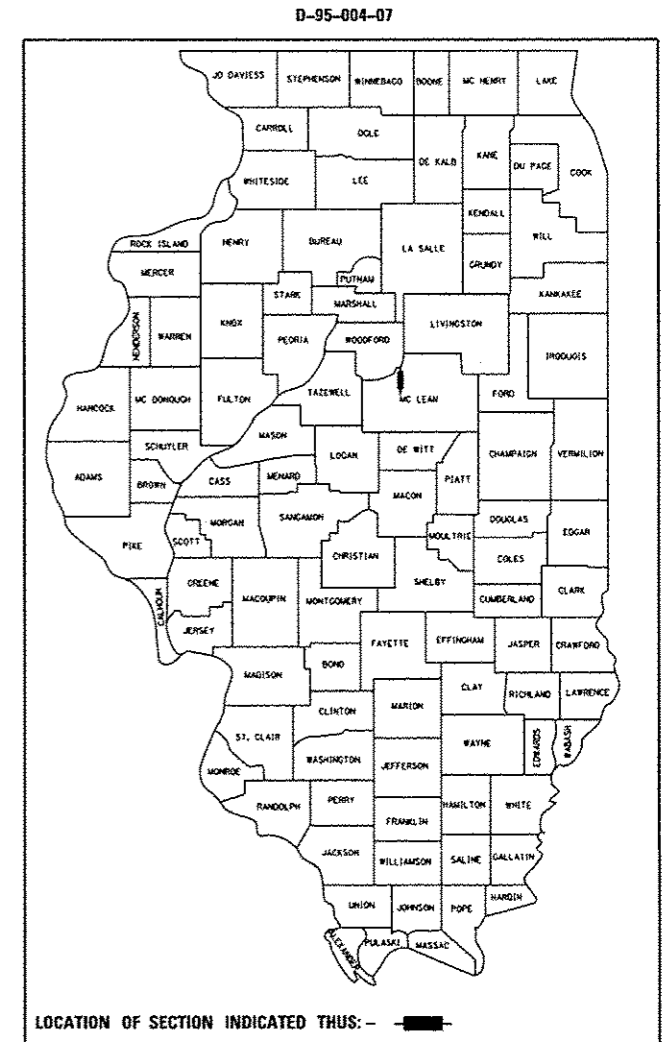 D-95-004-07
JO DAVIESS STEPHENSON WINNEBAGO BOONE MC HENRY LAKE
CARROLL OGLE DE KALB KANE DU PAGE COOK
WHITESIDE LEE
KENDALL WILL
ROCK ISLAND HENRY BUREAU LA SALLE GRUNDY
MERCER PUTNAM KANKAKEE
STARK MARSHALL
HENDERSON WARREN KNOX PEORIA WOODFORD LIVINGSTON IROQUOIS
HANCOCK MC DONOUGH FULTON TAZEWELL MC LEAN FORD
MASON
SCHUYLER LOGAN DE WITT CHAMPAIGN VERMILION
ADAMS BROWN CASS MENARD PIATT
MACON
MORGAN SANGAMON DOUGLAS
PIKE SCOTT CHRISTIAN MOULTRIE COLES EDGAR
GREENE SHELBY CLARK
CALHOUN MACOUPIN MONTGOMERY CUMBERLAND
JERSEY FAYETTE EFFINGHAM JASPER CRAWFORD
MADISON BOND
CLAY RICHLAND LAWRENCE
CLINTON MARION
ST. CLAIR WAYNE EDWARDS WABASH
MONROE WASHINGTON JEFFERSON
RANDOLPH PERRY HAMILTON WHITE
FRANKLIN
JACKSON WILLIAMSON SALINE GALLATIN
HARDIN
UNION JOHNSON POPE
ALEXANDER PULASKI MASSAC
LOCATION OF SECTION INDICATED THUS: -